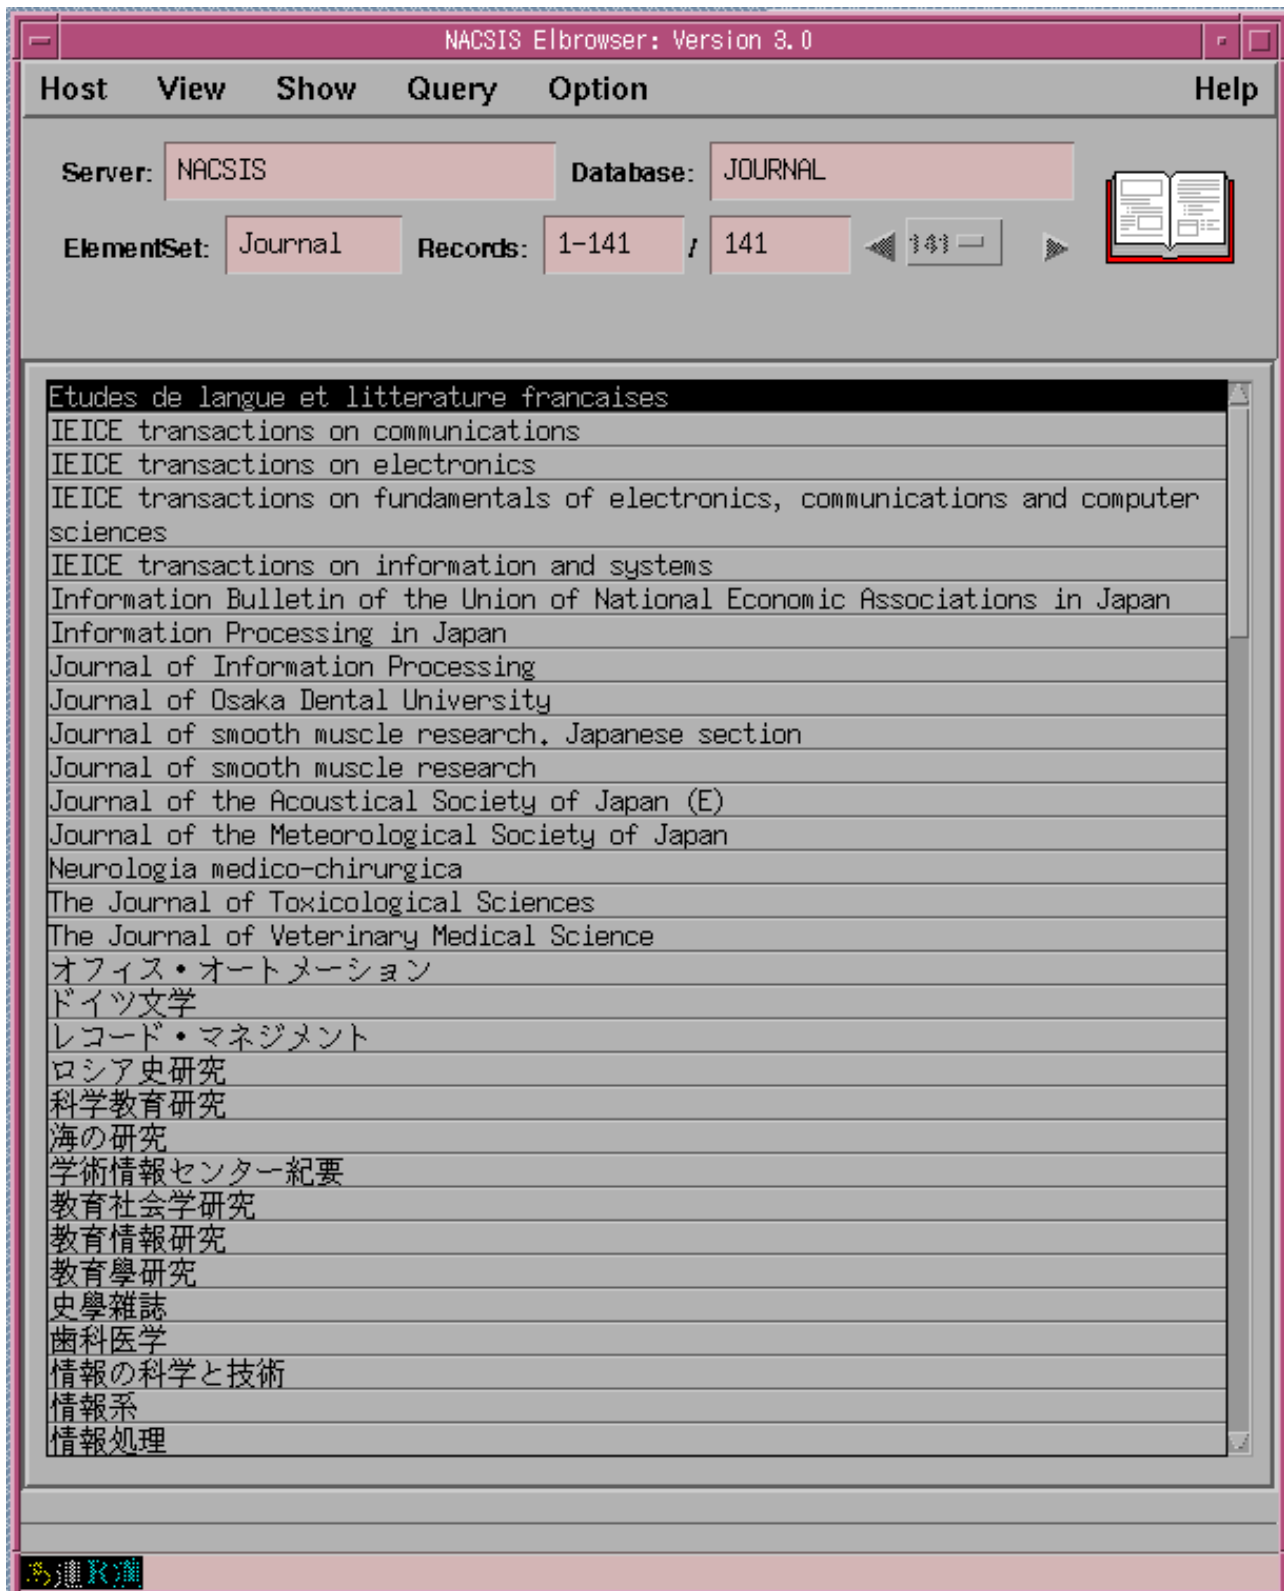 NACSIS Elbrowser: Version 3.0
Host View Show Query Option Help
Server: NACSIS Database: JOURNAL
ElementSet: Journal Records: 1-141 / 141 141
Etudes de langue et litterature francaises
IEICE transactions on communications
IEICE transactions on electronics
IEICE transactions on fundamentals of electronics, communications and computer
sciences
IEICE transactions on information and systems
Information Bulletin of the Union of National Economic Associations in Japan
Information Processing in Japan
Journal of Information Processing
Journal of Osaka Dental University
Journal of smooth muscle research. Japanese section
Journal of smooth muscle research
Journal of the Acoustical Society of Japan (E)
Journal of the Meteorological Society of Japan
Neurologia medico-chirurgica
The Journal of Toxicological Sciences
The Journal of Veterinary Medical Science
オフィス・オートメーション
ドイツ文学
レコード・マネジメント
ロシア史研究
科学教育研究
海の研究
学術情報センター紀要
教育社会学研究
教育情報研究
教育學研究
史學雑誌
歯科医学
情報の科学と技術
情報系
情報処理